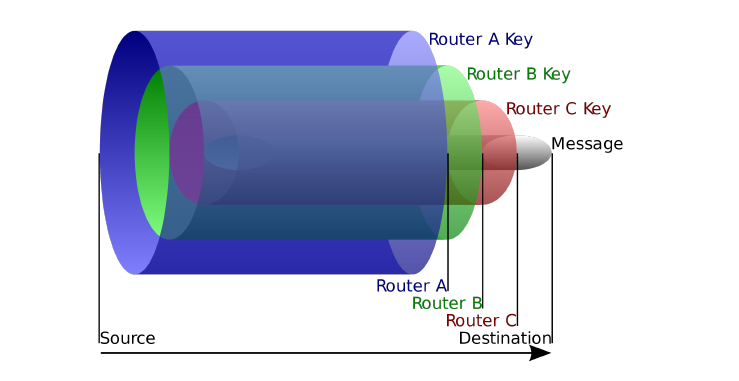 Router A Key
Router B Key
Router C Key
Message
Router A
Router B
Router C
Source
Destination